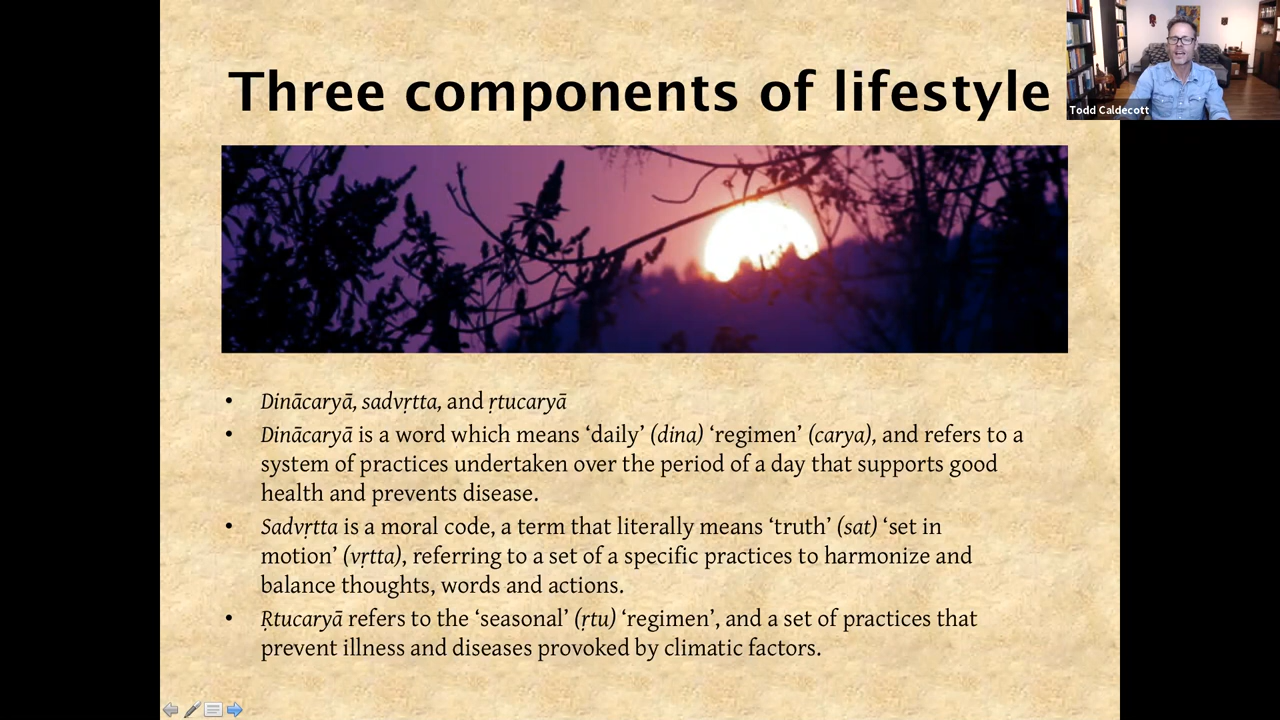 Three components of lifestyle
Todd Caldecott
• Dinācaryā, sadvṛtta, and ṛtucaryā
• Dinācaryā is a word which means ‘daily’ (dina) ‘regimen’ (carya), and refers to a
system of practices undertaken over the period of a day that supports good
health and prevents disease.
• Sadvṛtta is a moral code, a term that literally means ‘truth’ (sat) ‘set in
motion’ (vṛtta), referring to a set of a specific practices to harmonize and
balance thoughts, words and actions.
• Ṛtucaryā refers to the ‘seasonal’ (ṛtu) ‘regimen’, and a set of practices that
prevent illness and diseases provoked by climatic factors.